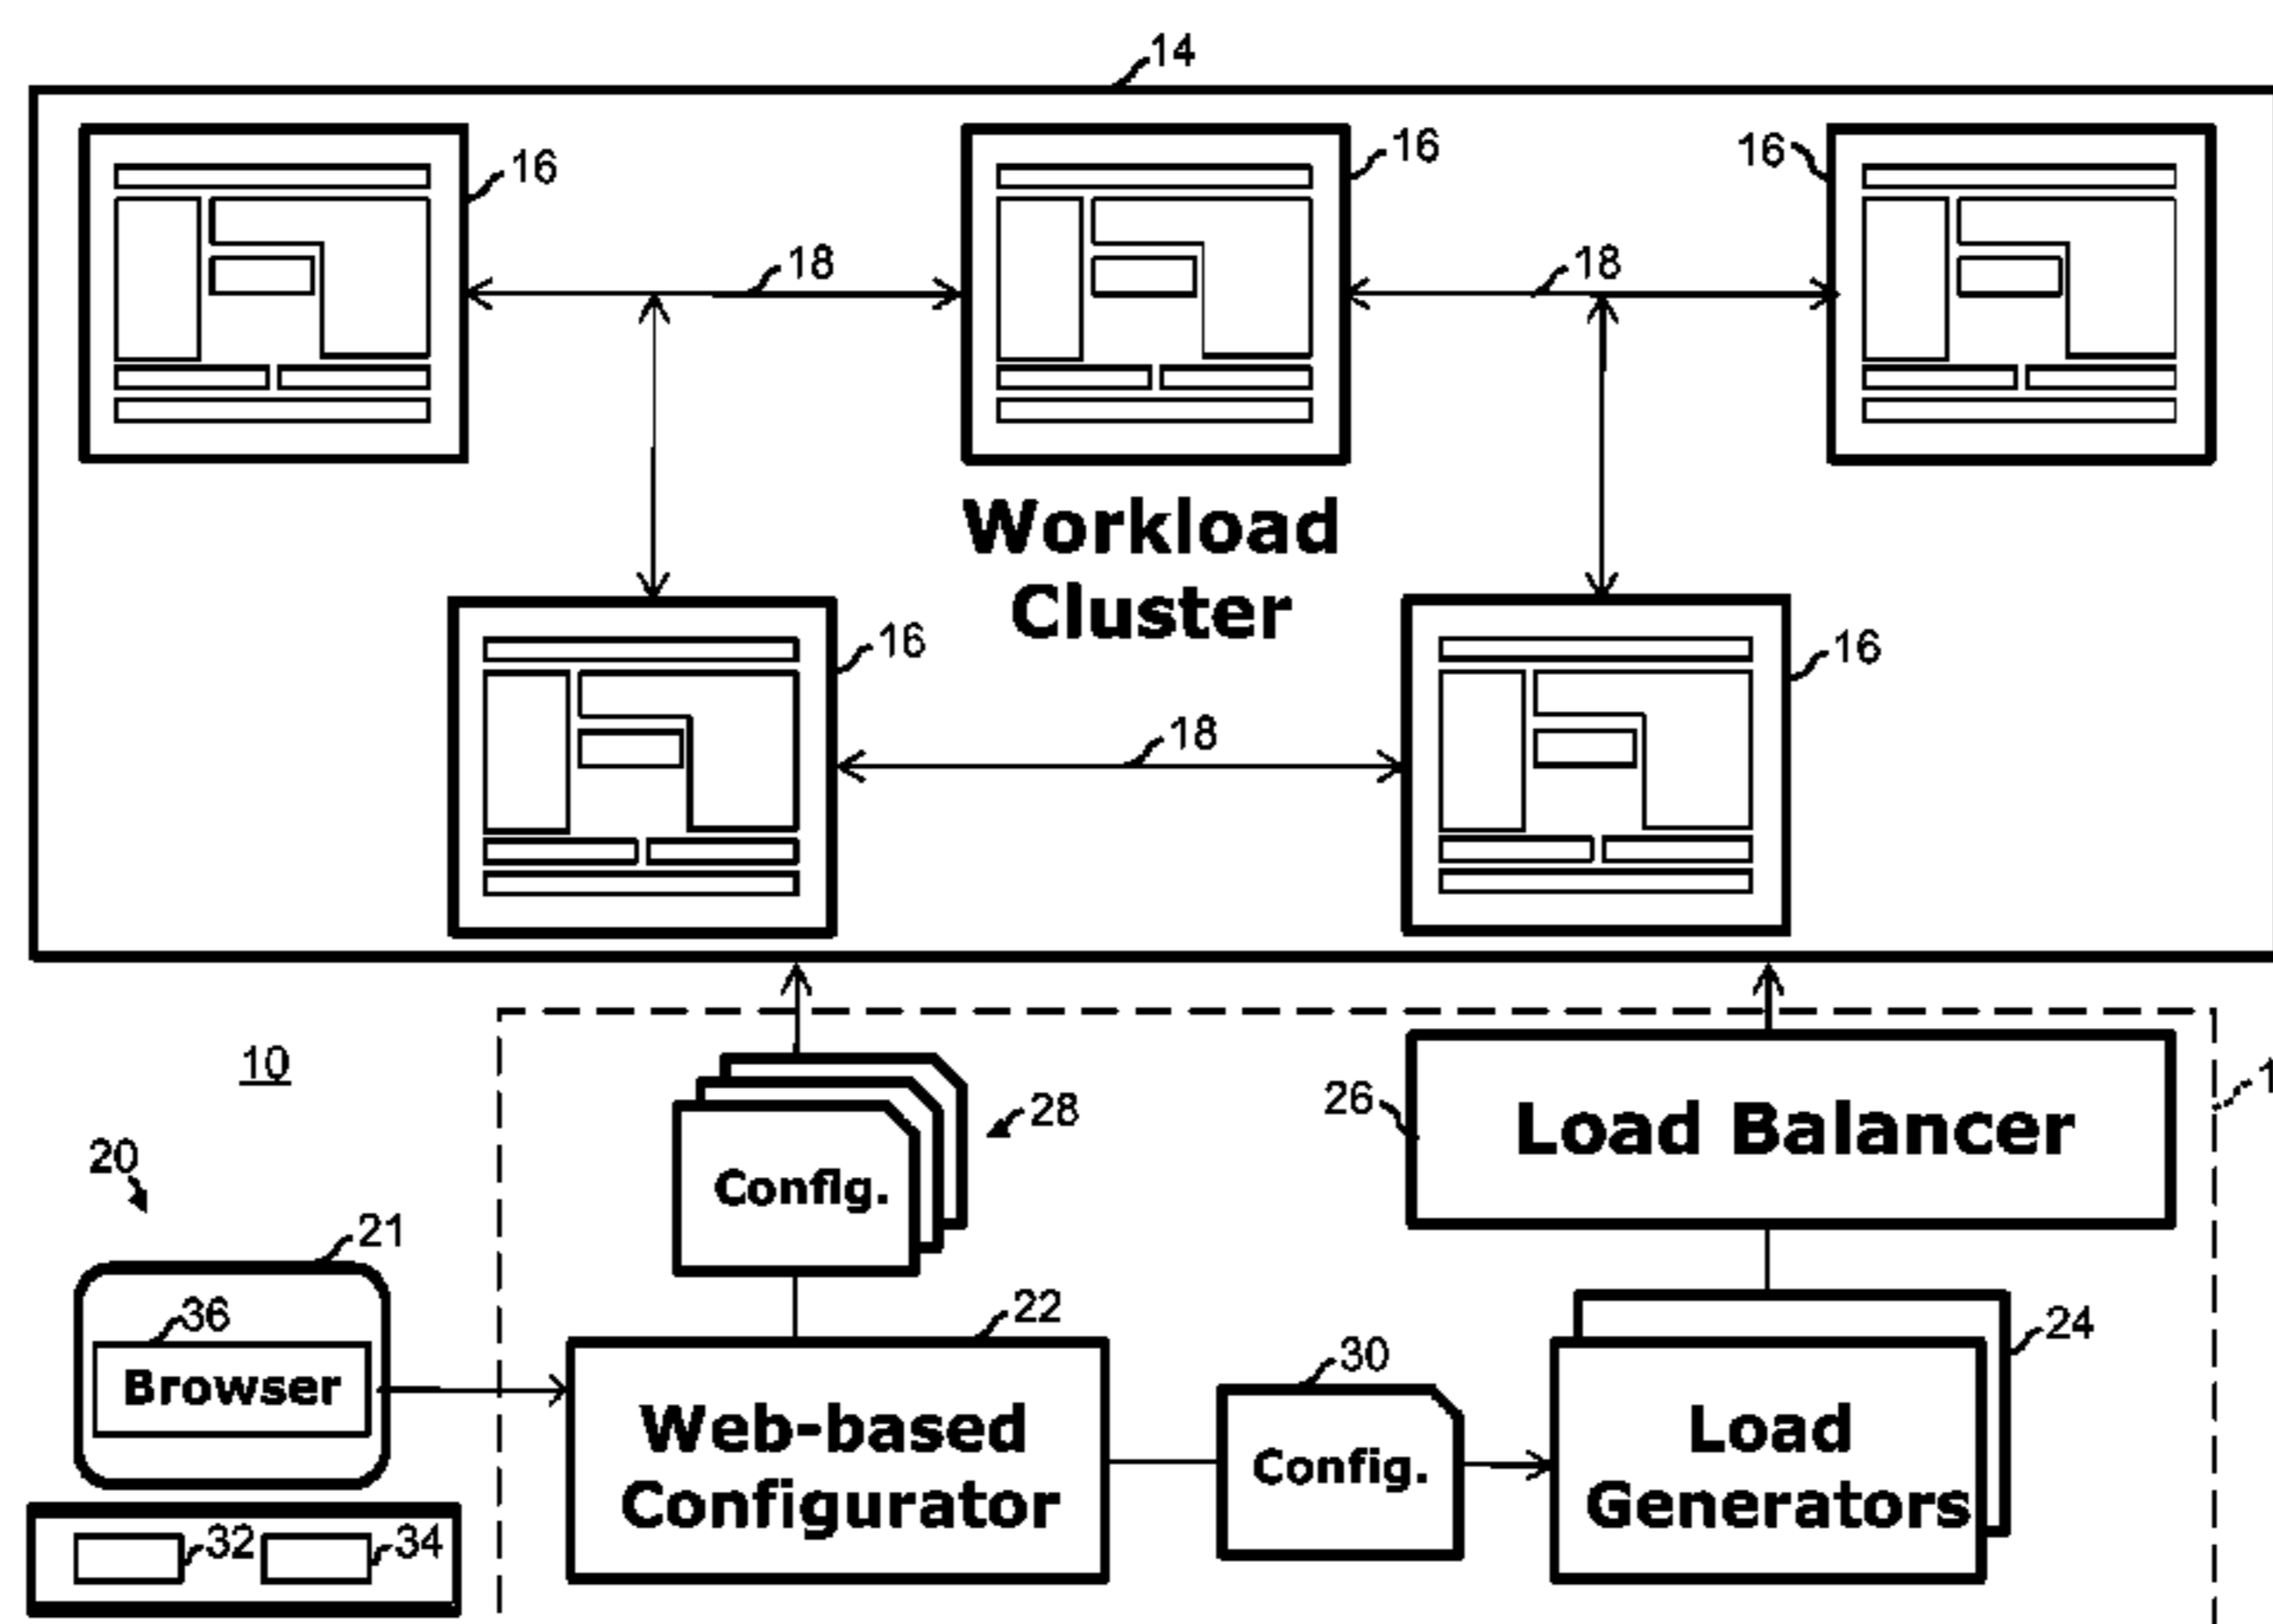 14
16
16
16
18
18
Workload
Cluster
16
16
18
10
28
26
Load Balancer
20
Config.
21
36
22
24
30
Browser
Web-based
Configurator
Config.
Load
Generators
32
34